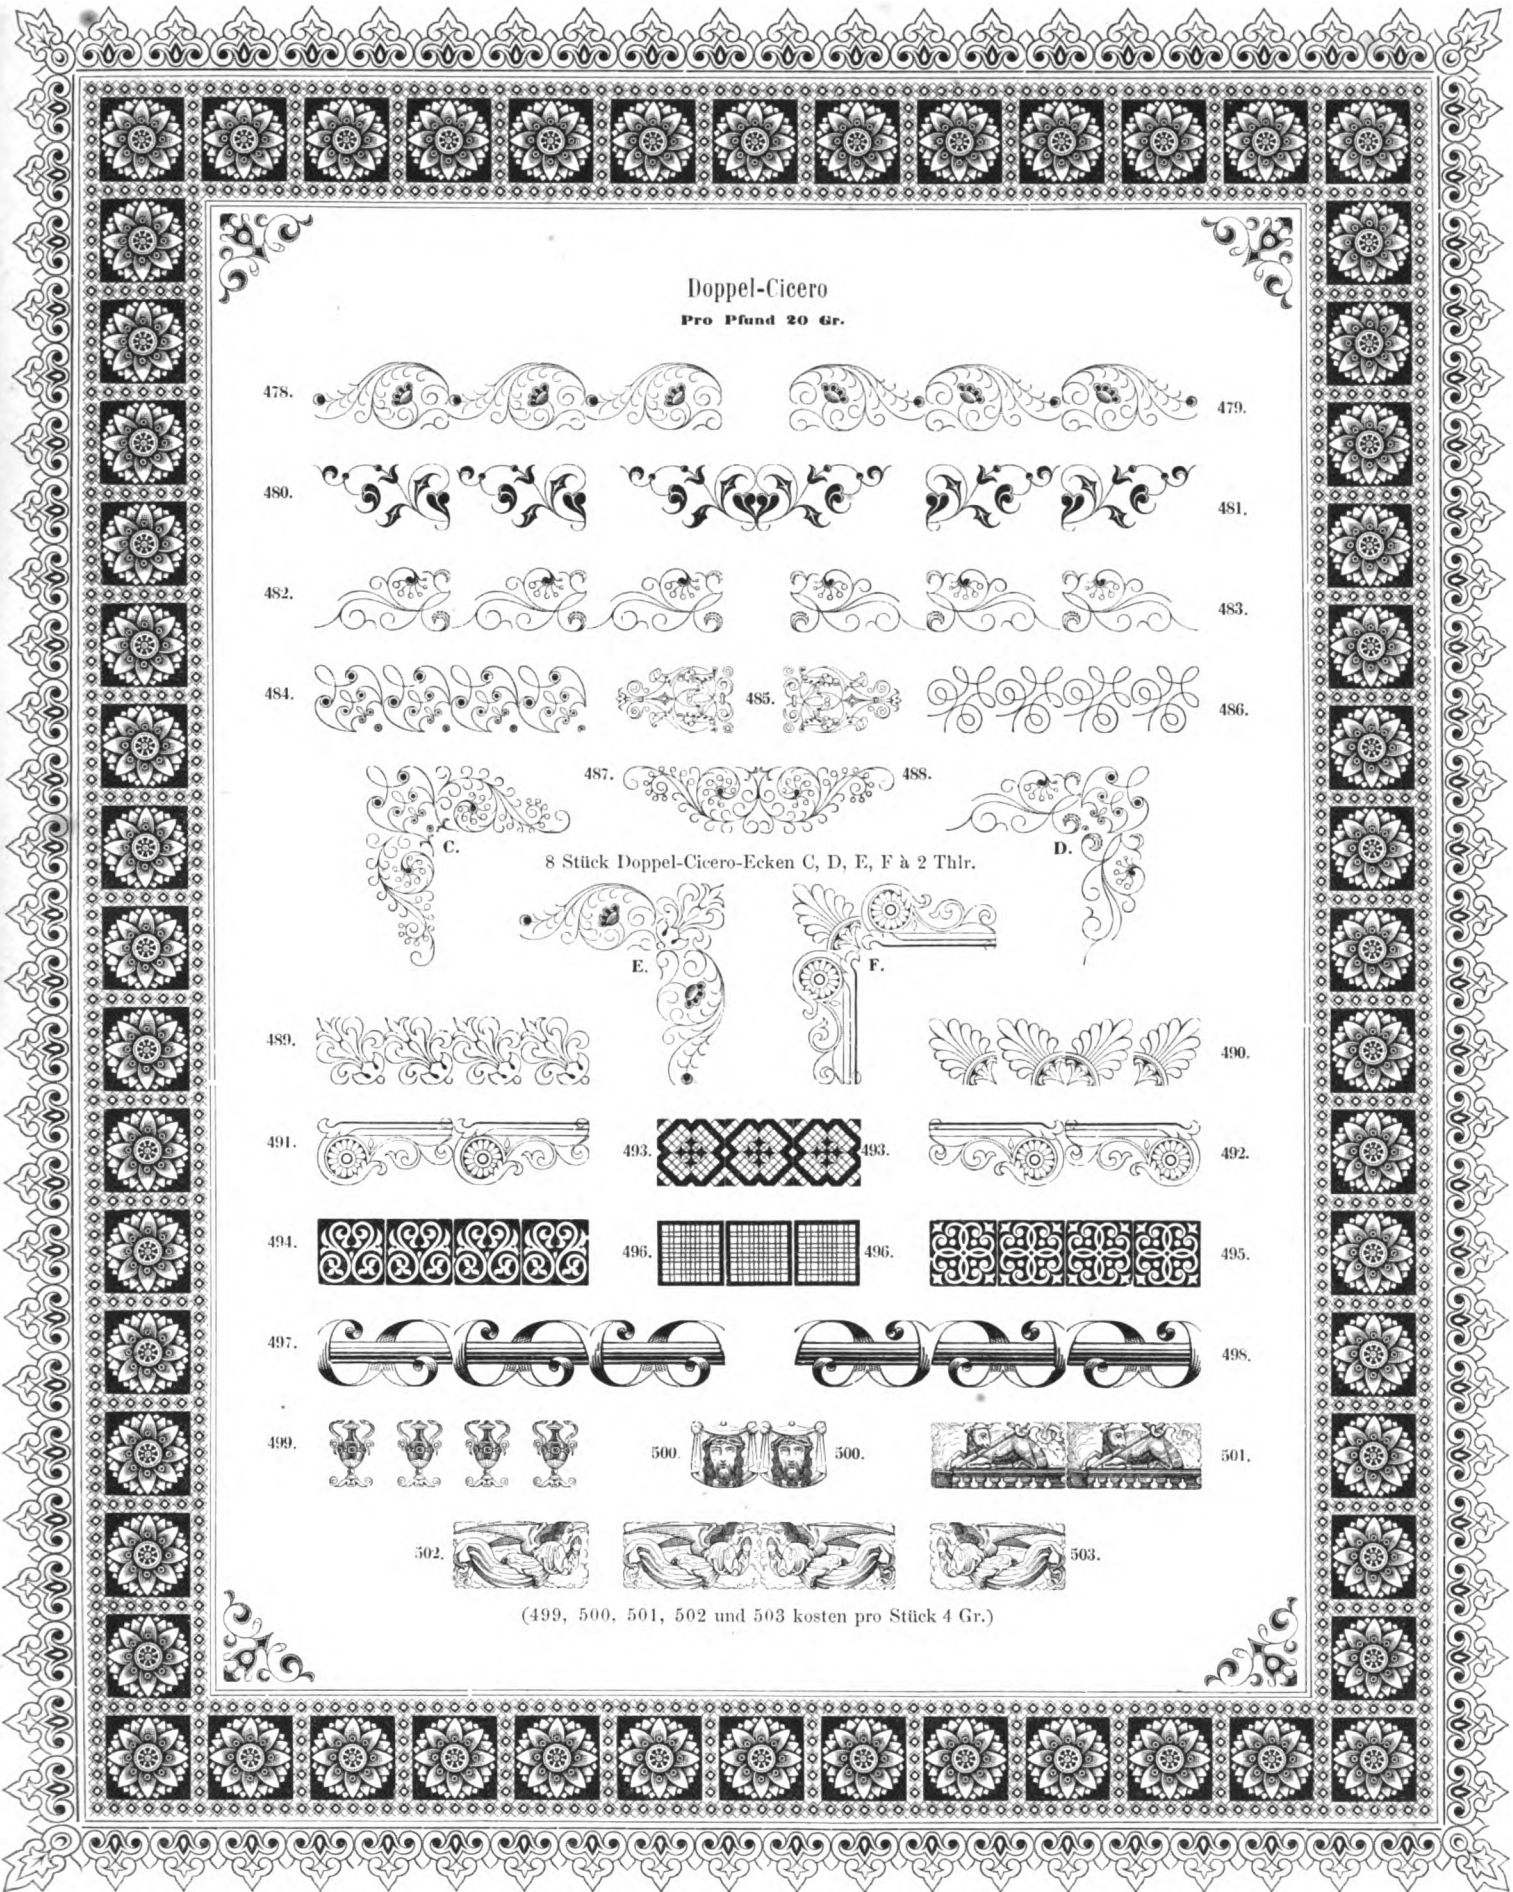 Doppel-Cicero
Pro Pfund 20 Gr.
478. 479.
480. 481.
482. 483.
484. 485. 486.
487. 488.
C. D.
8 Stück Doppel-Cicero-Ecken C, D, E, F à 2 Thlr.
E. F.
489. 490.
491. 493. 493. 492.
494. 496. 496. 495.
497. 498.
499. 500. 500. 501.
502. 503.
(499, 500, 501, 502 und 503 kosten pro Stück 4 Gr.)